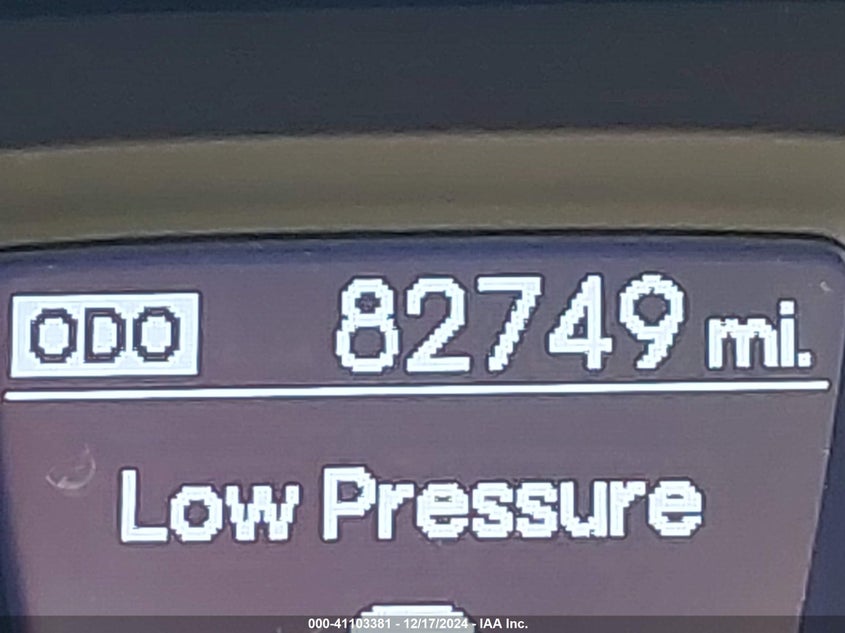 ODO 82749 mi.
Low Pressure
000-41103381 - 12/17/2024 - IAA Inc.